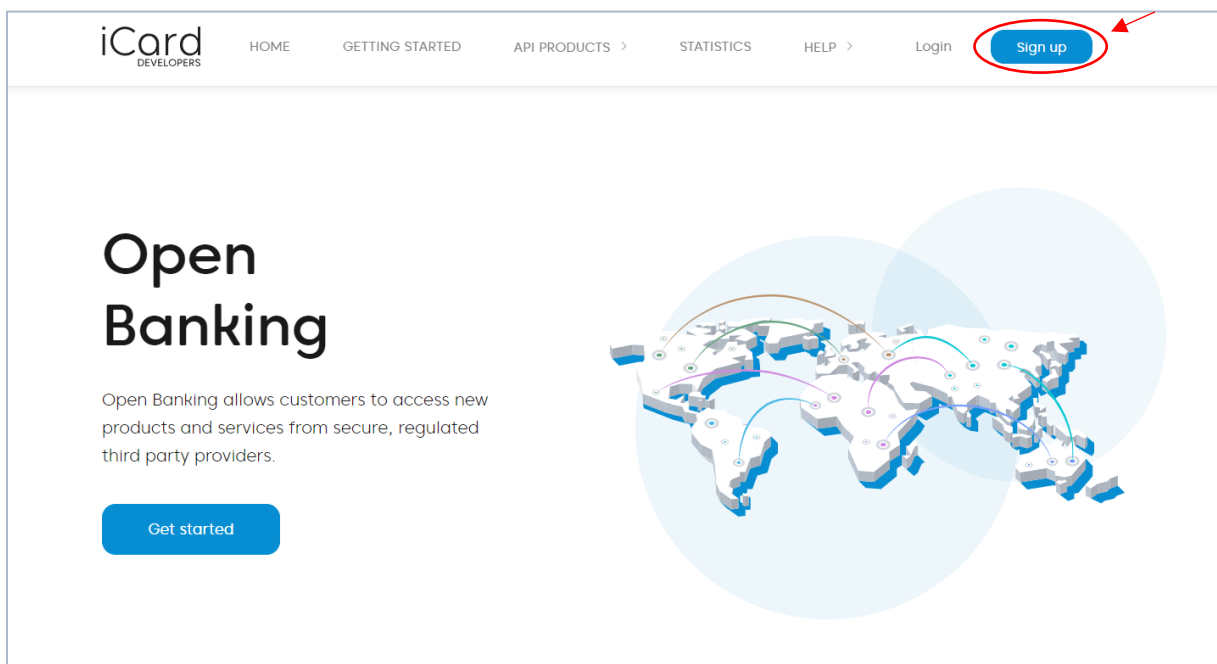 iCard
DEVELOPERS
HOME GETTING STARTED API PRODUCTS > STATISTICS HELP > Login Sign up
Open
Banking
Open Banking allows customers to access new
products and services from secure, regulated
third party providers.
Get started